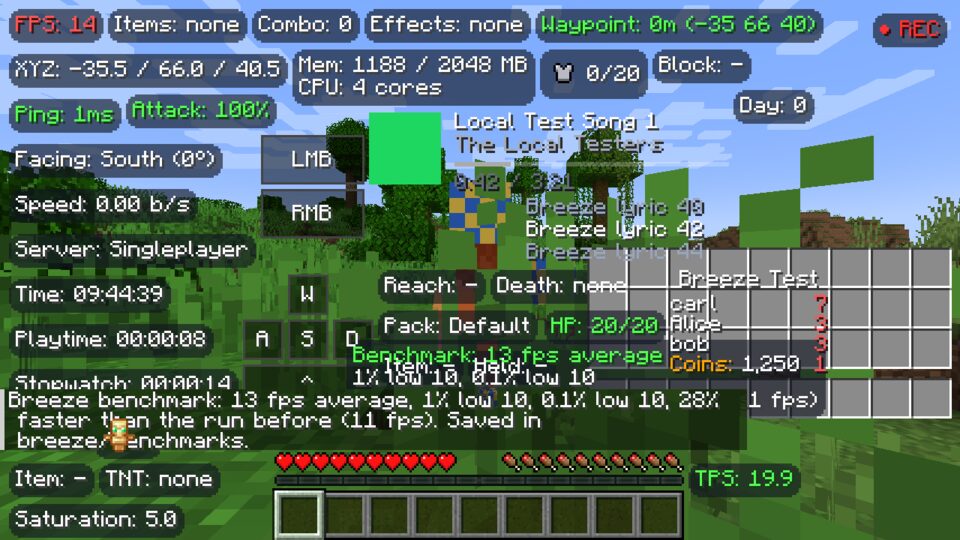 FPS: 14 Items: none Combo: 0 Effects: none Waypoint: 0m (-35 66 40) REC
XYZ: -35.5 / 66.0 / 40.5 Mem: 1188 / 2048 MB 0/20 Block: -
CPU: 4 cores
Ping: 1ms Attack: 100% Day: 0
Local Test Song 1
The Local Testers
Facing: South (0°) LMB
0:42 3:21
Speed: 0.00 b/s RMB Breeze lyric 40
Breeze lyric 42
Server: Singleplayer Breeze lyric 44
Time: 09:44:39 W Reach: - Death: none Breeze Test
carl 7
Pack: Default HP: 20/20 Alice 3
Playtime: 00:00:08 A S D bob 3
Benchmark: 13 fps average Coins: 1,250 1
1% low 10, 0.1% low 10
Stopwatch: 00:00:14 ^
Breeze benchmark: 13 fps average, 1% low 10, 0.1% low 10, 28% 1 fps)
faster than the run before (11 fps). Saved in
breeze/benchmarks.
Item: - TNT: none TPS: 19.9
Saturation: 5.0